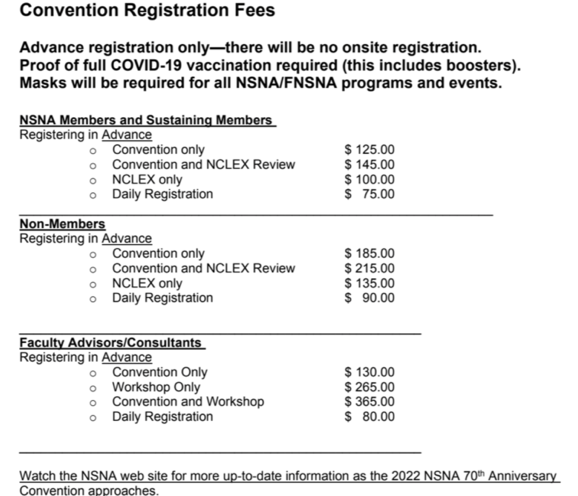 Convention Registration Fees
Advance registration only—there will be no onsite registration.
Proof of full COVID-19 vaccination required (this includes boosters).
Masks will be required for all NSNA/FNSNA programs and events.
NSNA Members and Sustaining Members
Registering in Advance
o Convention only $ 125.00
o Convention and NCLEX Review $ 145.00
o NCLEX only $ 100.00
o Daily Registration $ 75.00
Non-Members
Registering in Advance
o Convention only $ 185.00
o Convention and NCLEX Review $ 215.00
o NCLEX only $ 135.00
o Daily Registration $ 90.00
Faculty Advisors/Consultants
Registering in Advance
o Convention Only $ 130.00
o Workshop Only $ 265.00
o Convention and Workshop $ 365.00
o Daily Registration $ 80.00
Watch the NSNA web site for more up-to-date information as the 2022 NSNA 70th Anniversary
Convention approaches.